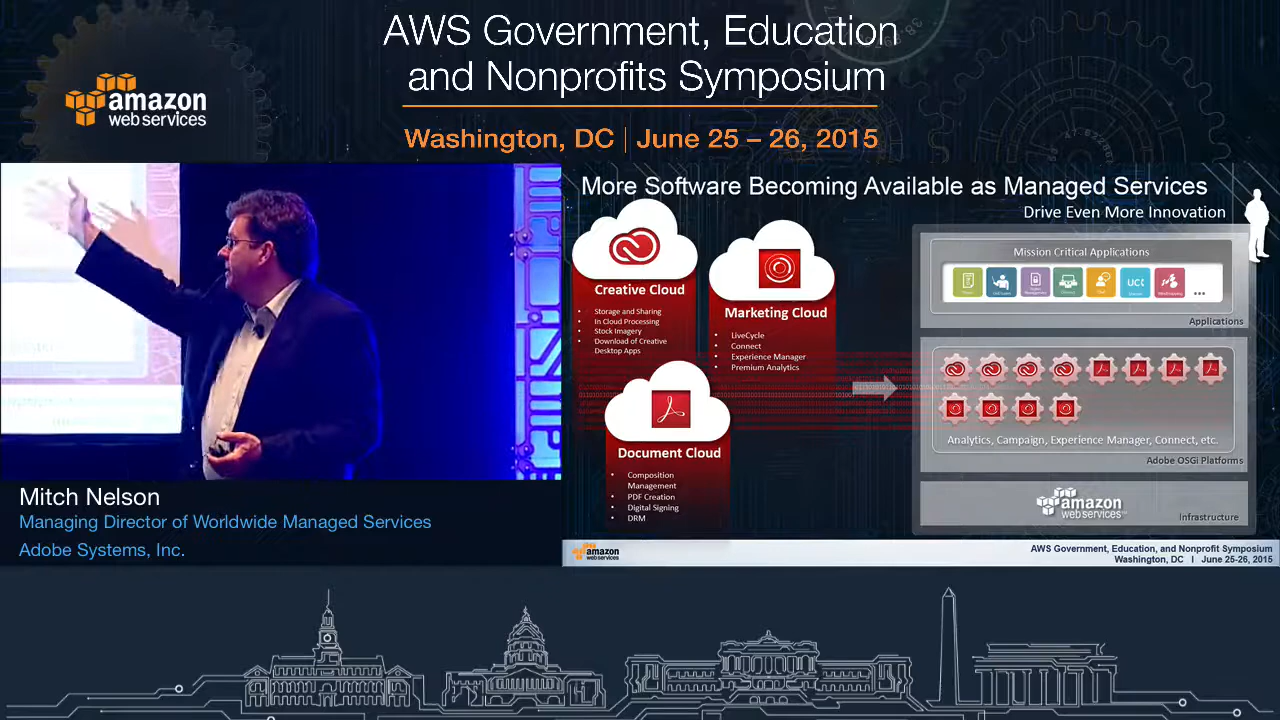 AWS Government, Education
and Nonprofits Symposium
amazon
web services
Washington, DC | June 25 – 26, 2015
More Software Becoming Available as Managed Services
Drive Even More Innovation
Creative Cloud
• Storage and Sharing
• In Cloud Processing
• Stock Imagery
• Download of Creative
Desktop Apps
Marketing Cloud
• LiveCycle
• Connect
• Experience Manager
• Premium Analytics
Document Cloud
• Composition
Management
• PDF Creation
• Digital Signing
• DRM
Mission Critical Applications
UCC
...
Applications
Analytics, Campaign, Experience Manager, Connect, etc.
Adobe OSGi Platforms
amazon
web services
Infrastructure
Mitch Nelson
Managing Director of Worldwide Managed Services
Adobe Systems, Inc.
amazon
web services
AWS Government, Education, and Nonprofit Symposium
Washington, DC | June 25-26, 2015